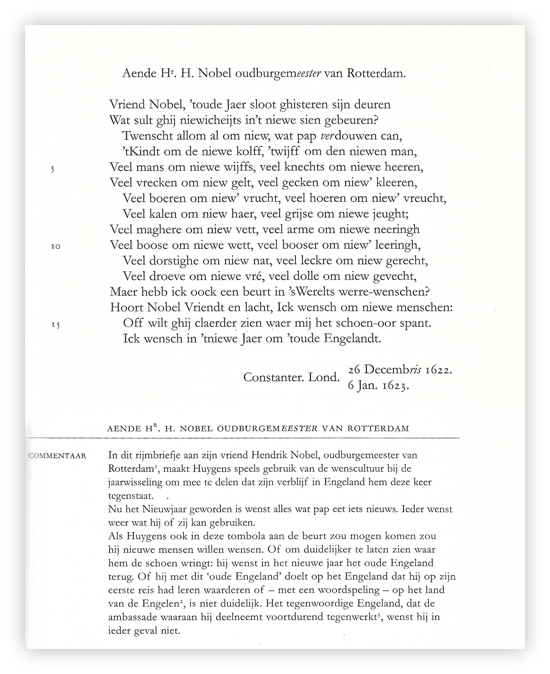 Aende Hr. H. Nobel oudburgemeester van Rotterdam.
Vriend Nobel, 'toude Jaer sloot ghisteren sijn deuren
Wat sult ghij niewicheijts in't niewe sien gebeuren?
Twenscht allom al om niew, wat pap verdouwen can,
'tKindt om de niewe kolff, 'twijff om den niewen man,
5 Veel mans om niewe wijffs, veel knechts om niewe heeren,
Veel vrecken om niew gelt, veel gecken om niew' kleeren,
Veel boeren om niew' vrucht, veel hoeren om niew' vreucht,
Veel kalen om niew haer, veel grijse om niewe jeught;
Veel maghere om niew vett, veel arme om niewe neeringh
10 Veel boose om niewe wett, veel booser om niew' leeringh,
Veel dorstighe om niew nat, veel leckre om niew gerecht,
Veel droeve om niewe vré, veel dolle om niew gevecht,
Maer hebb ick oock een beurt in 'sWerelts werre-wenschen?
Hoort Nobel Vriendt en lacht, Ick wensch om niewe menschen:
15 Off wilt ghij claerder zien waer mij het schoen-oor spant.
Ick wensch in 'tniewe Jaer om 'toude Engelandt.
Constanter. Lond. 26 Decembris 1622.
6 Jan. 1623.
AENDE HR. H. NOBEL OUDBURGEMEESTER VAN ROTTERDAM
COMMENTAAR In dit rijmbriefje aan zijn vriend Hendrik Nobel, oudburgemeester van
Rotterdam¹, maakt Huygens speels gebruik van de wenscultuur bij de
jaarwisseling om mee te delen dat zijn verblijf in Engeland hem deze keer
tegenstaat.
Nu het Nieuwjaar geworden is wenst alles wat pap eet iets nieuws. Ieder wenst
weer wat hij of zij kan gebruiken.
Als Huygens ook in deze tombola aan de beurt zou mogen komen zou
hij nieuwe mensen willen wensen. Of om duidelijker te laten zien waar
hem de schoen wringt: hij wenst in het nieuwe jaar het oude Engeland
terug. Of hij met dit 'oude Engeland' doelt op het Engeland dat hij op zijn
eerste reis had leren waarderen of – met een woordspeling – op het land
van de Engelen², is niet duidelijk. Het tegenwoordige Engeland, dat de
ambassade waaraan hij deelneemt voortdurend tegenwerkt³, wenst hij in
ieder geval niet.